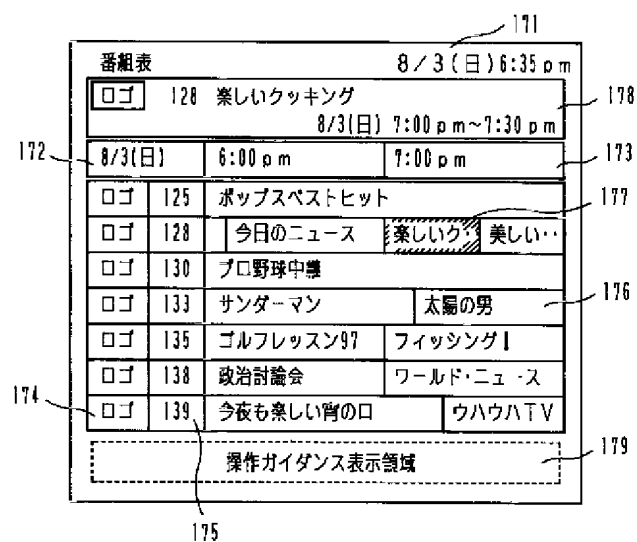 171
番組表 8/3(日)6:35pm
ロゴ 128 楽しいクッキング 178
8/3(日) 7:00pm~7:30pm
172 8/3(日) 6:00pm 7:00pm 173
ロゴ 125 ポップスベストヒット 177
ロゴ 128 今日のニュース 楽しいク‥ 美しい‥
ロゴ 130 プロ野球中継
ロゴ 133 サンダーマン 太陽の男 176
ロゴ 135 ゴルフレッスン97 フィッシング!
ロゴ 138 政治討論会 ワールド・ニュース
174 ロゴ 139 今夜も楽しい宵の口 ウハウハTV
操作ガイダンス表示領域 179
175